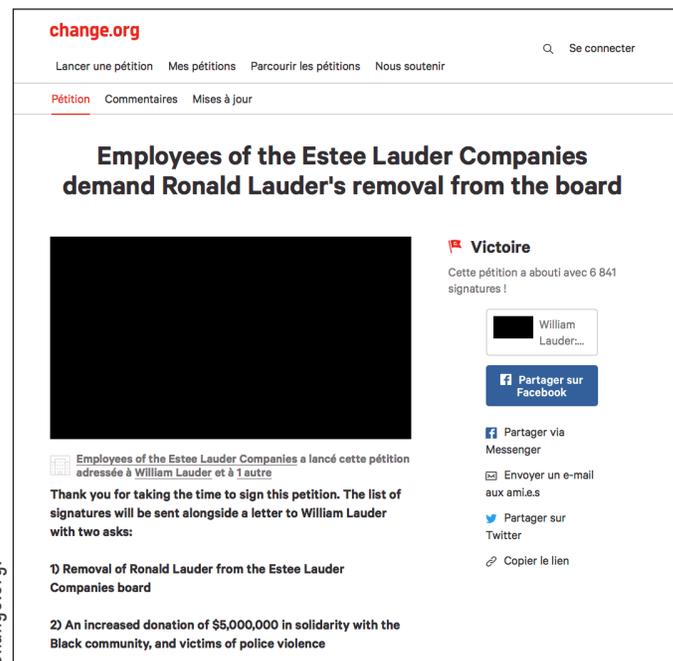 change.org
Se connecter
Lancer une pétition Mes pétitions Parcourir les pétitions Nous soutenir
Pétition Commentaires Mises à jour
Employees of the Estee Lauder Companies
demand Ronald Lauder's removal from the board
Victoire
Cette pétition a abouti avec 6 841
signatures !
William
Lauder:...
Partager sur
Facebook
Partager via
Messenger
Envoyer un e-mail
aux ami.e.s
Partager sur
Twitter
Copier le lien
Employees of the Estee Lauder Companies a lancé cette pétition
adressée à William Lauder et à 1 autre
Thank you for taking the time to sign this petition. The list of
signatures will be sent alongside a letter to William Lauder
with two asks:
1) Removal of Ronald Lauder from the Estee Lauder
Companies board
2) An increased donation of $5,000,000 in solidarity with the
Black community, and victims of police violence